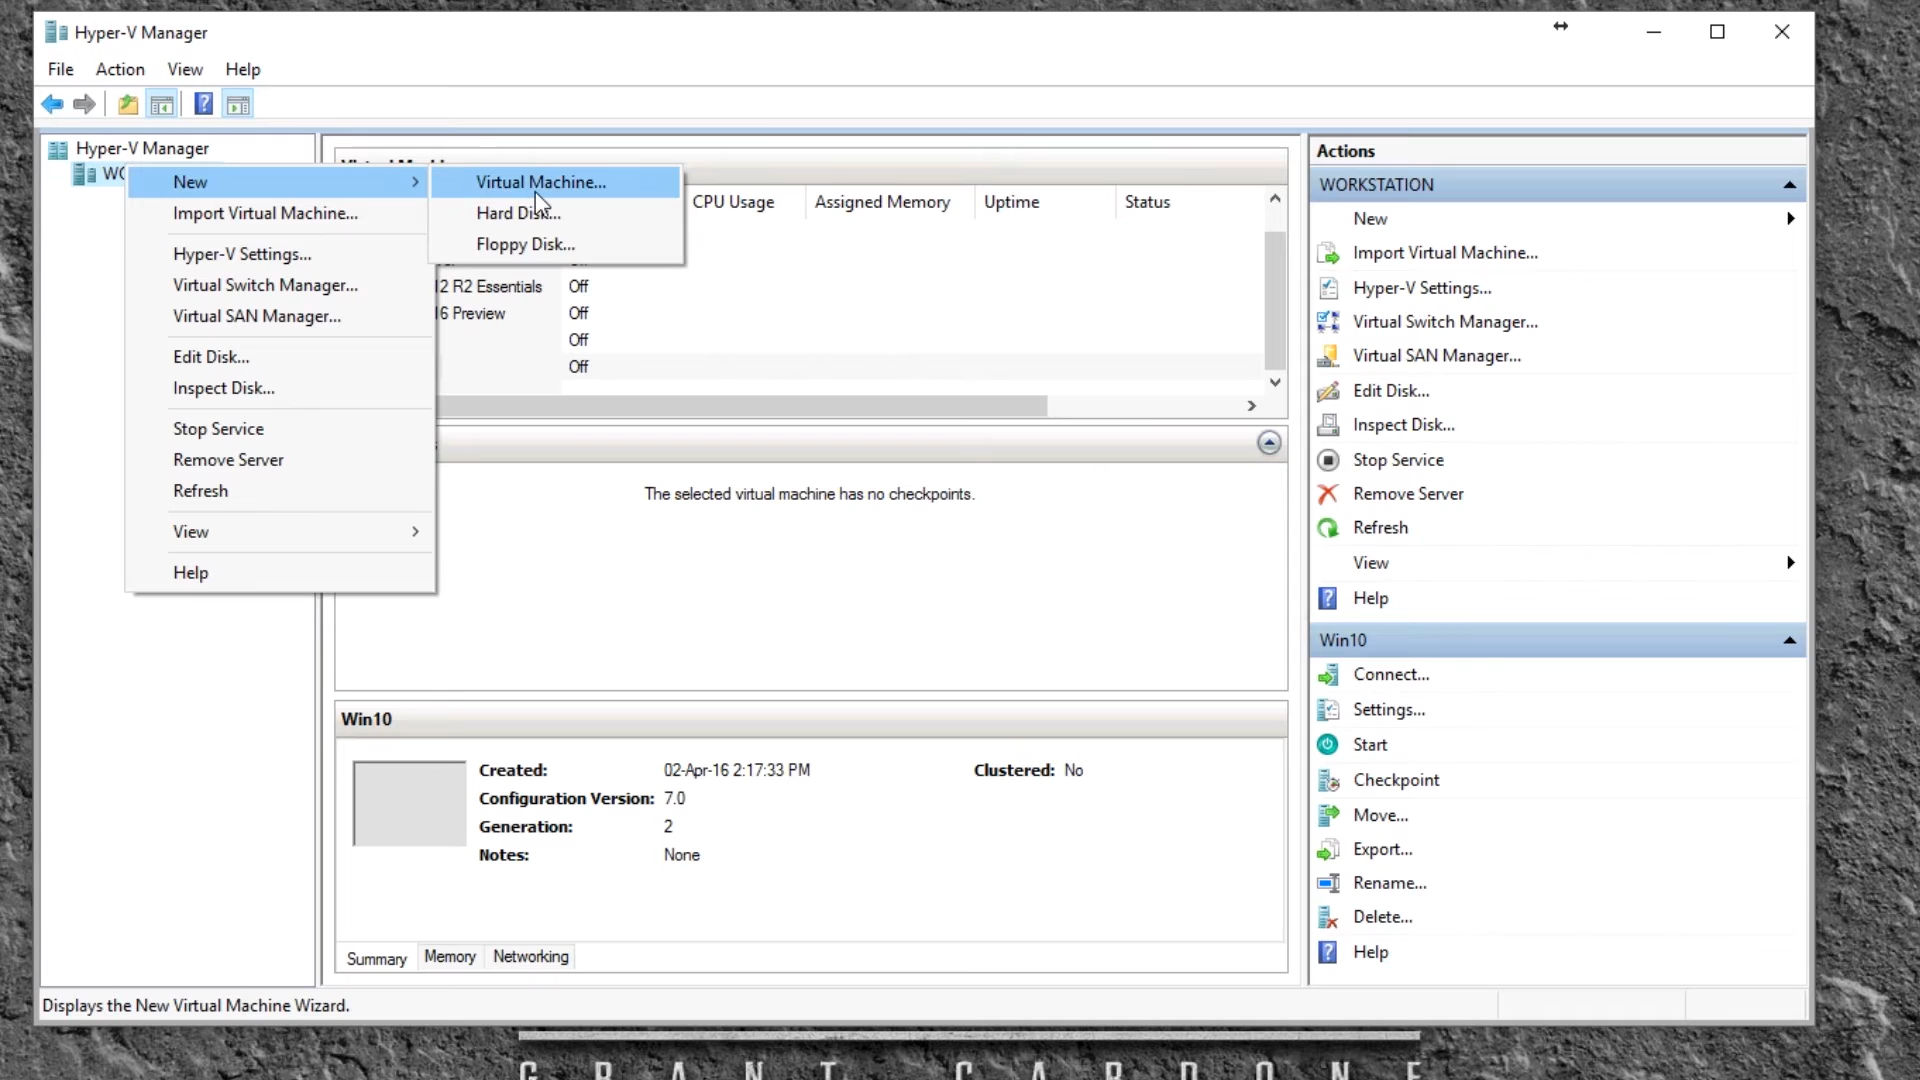 Hyper-V Manager
File Action View Help
Hyper-V Manager
New
Import Virtual Machine...
Hyper-V Settings...
Virtual Switch Manager...
Virtual SAN Manager...
Edit Disk...
Inspect Disk...
Stop Service
Remove Server
Refresh
View
Help
Virtual Machine...
Hard Disk...
Floppy Disk...
CPU Usage Assigned Memory Uptime Status
12 R2 Essentials Off
16 Preview Off
Off
Off
The selected virtual machine has no checkpoints.
Win10
Created: 02-Apr-16 2:17:33 PM Clustered: No
Configuration Version: 7.0
Generation: 2
Notes: None
Summary Memory Networking
Actions
WORKSTATION
New
Import Virtual Machine...
Hyper-V Settings...
Virtual Switch Manager...
Virtual SAN Manager...
Edit Disk...
Inspect Disk...
Stop Service
Remove Server
Refresh
View
Help
Win10
Connect...
Settings...
Start
Checkpoint
Move...
Export...
Rename...
Delete...
Help
Displays the New Virtual Machine Wizard.
GRANT CARDONE